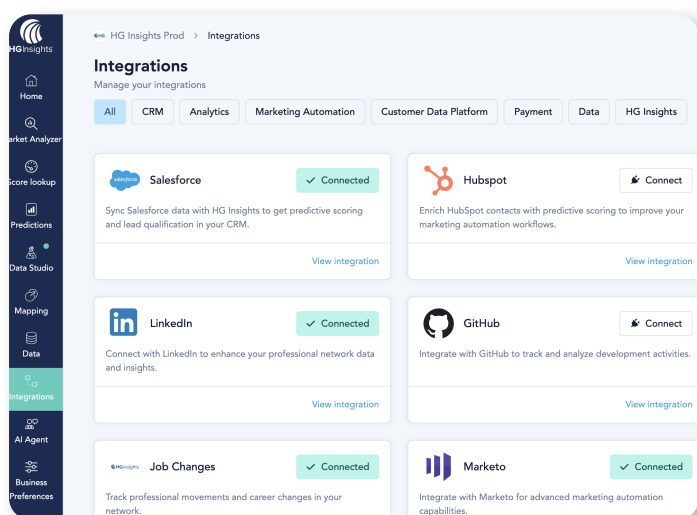 HG Insights
HG HG Insights Prod > Integrations
Integrations
Manage your integrations
All CRM Analytics Marketing Automation Customer Data Platform Payment Data HG Insights
Home
arket Analyzer
Score lookup
Predictions
Data Studio
Mapping
Data
Integrations
AI Agent
Business
Preferences
salesforce Salesforce Connected
Sync Salesforce data with HG Insights to get predictive scoring
and lead qualification in your CRM.
View integration
Hubspot Connect
Enrich HubSpot contacts with predictive scoring to improve your
marketing automation workflows.
View integration
in LinkedIn Connected
Connect with LinkedIn to enhance your professional network data
and insights.
View integration
GitHub Connect
Integrate with GitHub to track and analyze development activities.
View integration
HGInsights Job Changes Connected
Track professional movements and career changes in your
network.
Marketo Connected
Integrate with Marketo for advanced marketing automation
capabilities.